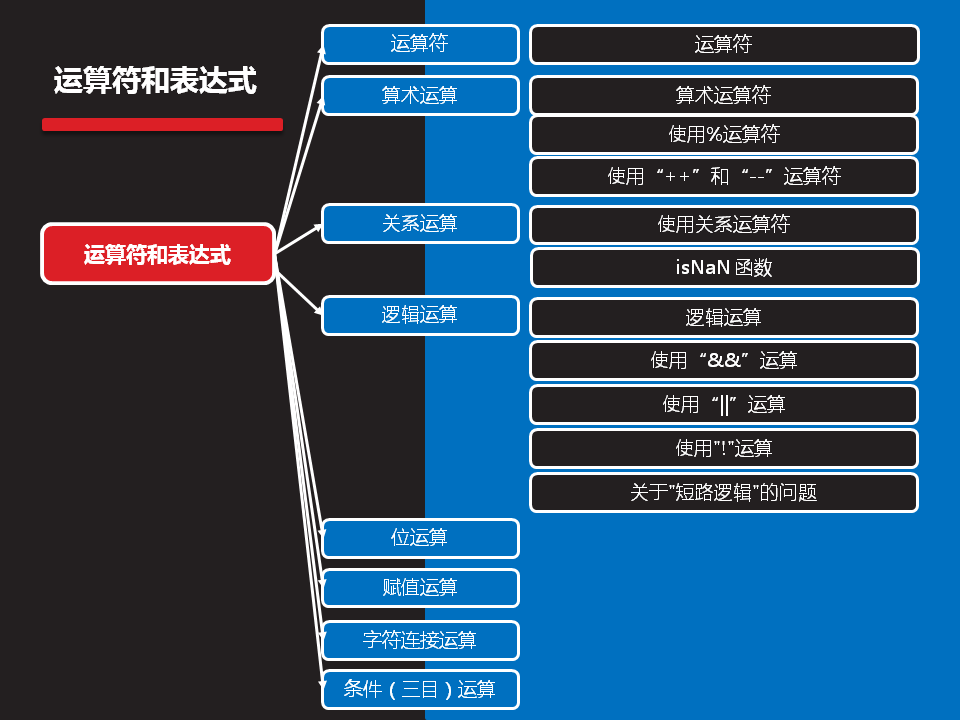 运算符和表达式
运算符和表达式
运算符
运算符
算术运算
算术运算符
使用%运算符
使用“++”和“--”运算符
关系运算
使用关系运算符
isNaN 函数
逻辑运算
逻辑运算
使用“&&”运算
使用“||”运算
使用"!"运算
关于"短路逻辑"的问题
位运算
赋值运算
字符连接运算
条件（三目）运算